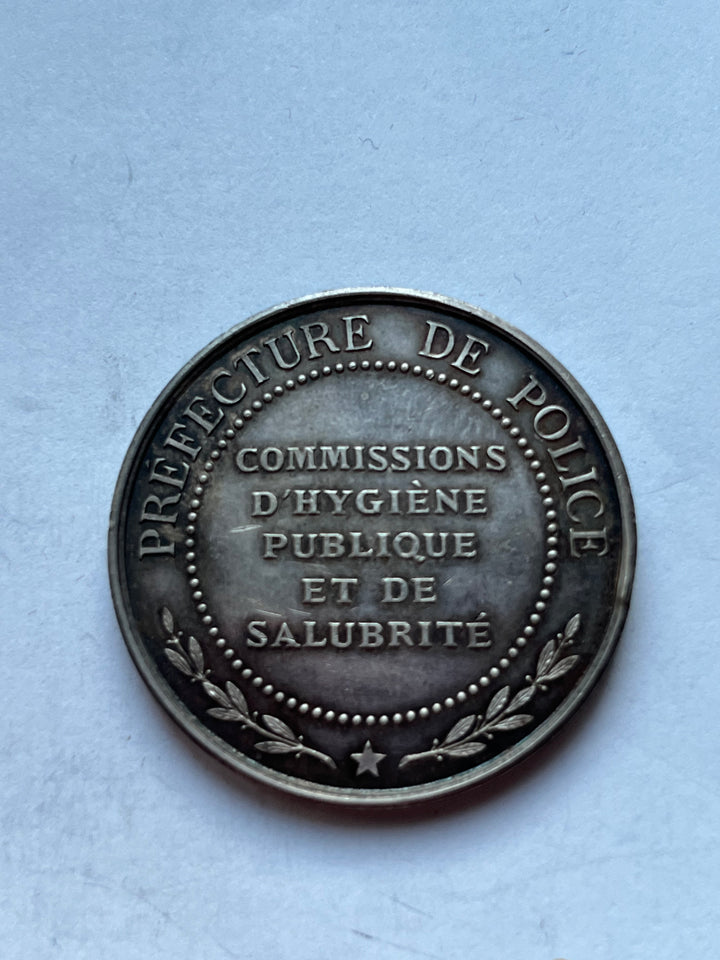 PRÉFECTURE DE POLICE
COMMISSIONS
D'HYGIÈNE
PUBLIQUE
ET DE
SALUBRITÉ